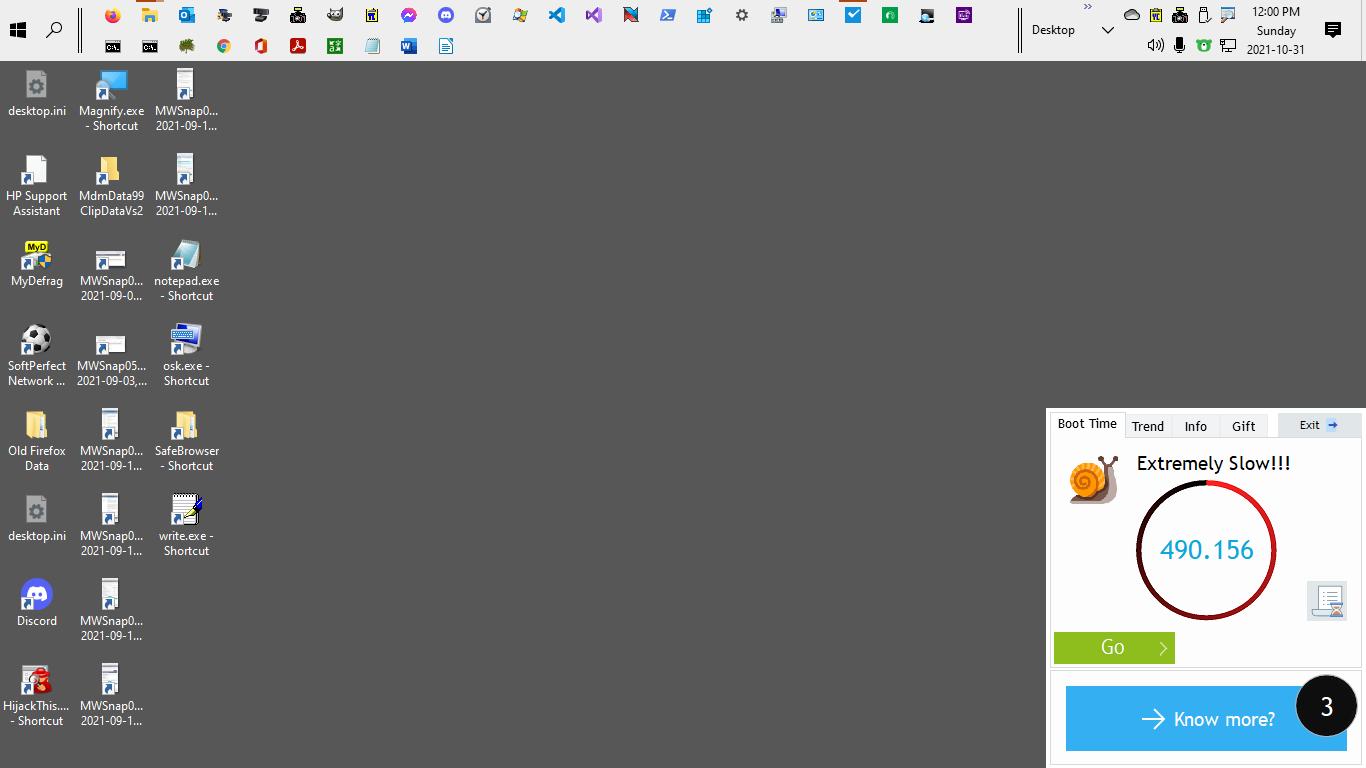 Desktop
12:00 PM
Sunday
2021-10-31
desktop.ini
Magnify.exe
- Shortcut
MWSnap0...
2021-09-1...
HP Support
Assistant
MdmData99
ClipDataVs2
MWSnap0...
2021-09-1...
MyD
MyDefrag
MWSnap0...
2021-09-0...
notepad.exe
- Shortcut
SoftPerfect
Network ...
MWSnap05...
2021-09-03,...
osk.exe -
Shortcut
Old Firefox
Data
MWSnap0...
2021-09-1...
SafeBrowser
- Shortcut
desktop.ini
MWSnap0...
2021-09-1...
write.exe -
Shortcut
Discord
MWSnap0...
2021-09-1...
HijackThis....
- Shortcut
MWSnap0...
2021-09-1...
Boot Time Trend Info Gift Exit
Extremely Slow!!!
490.156
Go
Know more?
3